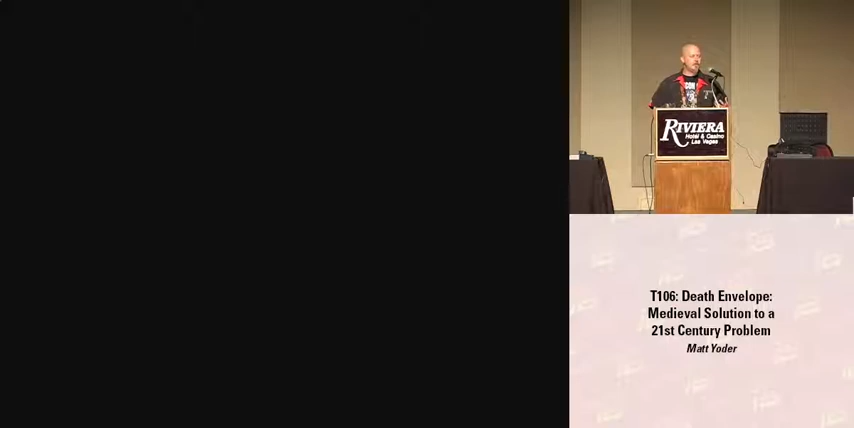 RIVIERA
Hotel & Casino
Las Vegas
T106: Death Envelope:
Medieval Solution to a
21st Century Problem
Matt Yoder